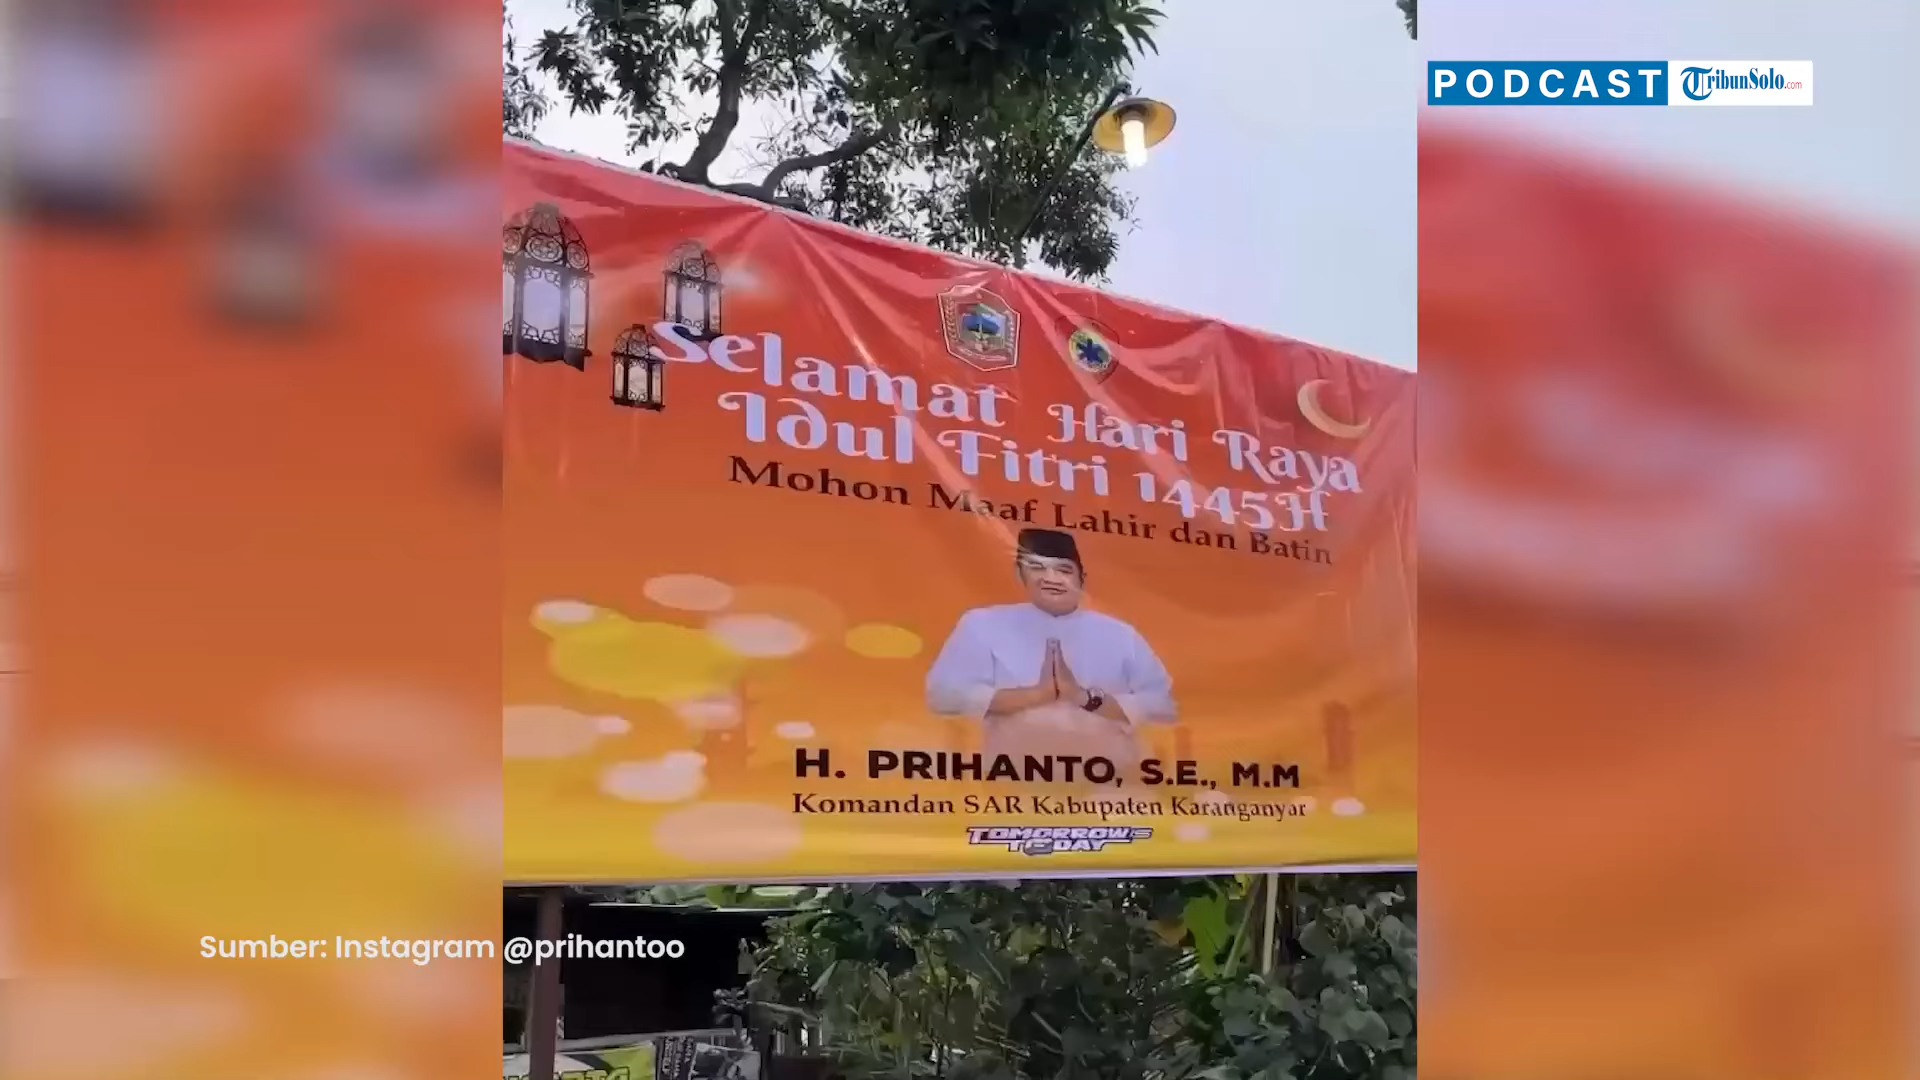 PODCAST TribunSolo.com
Selamat Hari Raya
Idul Fitri 1445H
Mohon Maaf Lahir dan Batin
H. PRIHANTO, S.E., M.M
Komandan SAR Kabupaten Karanganyar
TOMORROW IS
TODAY
Sumber: Instagram @prihantoo